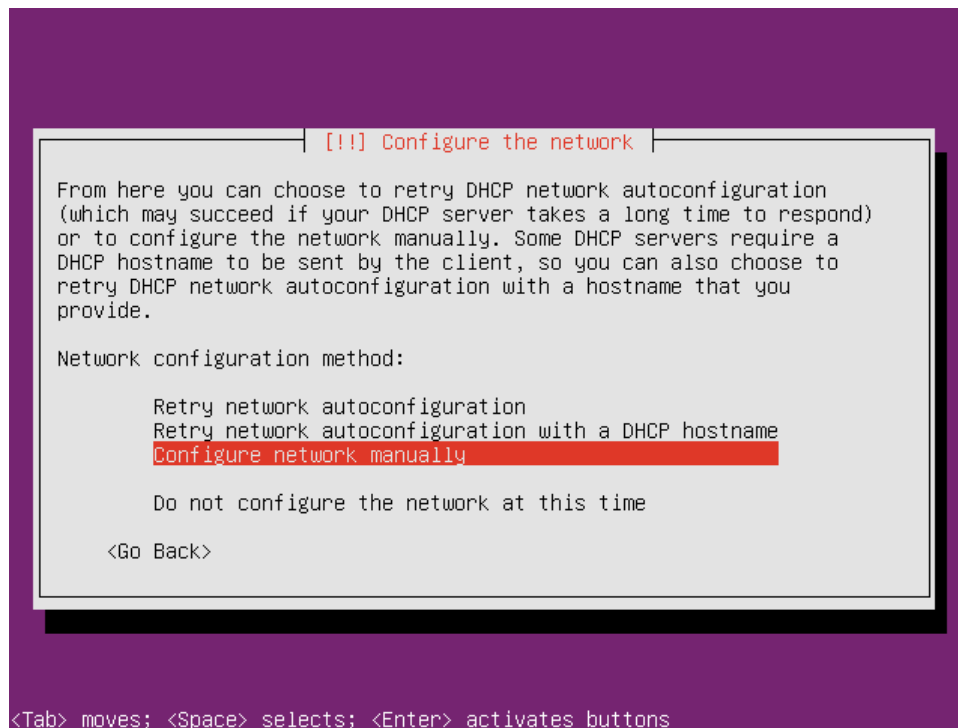 [!!] Configure the network
From here you can choose to retry DHCP network autoconfiguration
(which may succeed if your DHCP server takes a long time to respond)
or to configure the network manually. Some DHCP servers require a
DHCP hostname to be sent by the client, so you can also choose to
retry DHCP network autoconfiguration with a hostname that you
provide.
Network configuration method:
Retry network autoconfiguration
Retry network autoconfiguration with a DHCP hostname
Configure network manually
Do not configure the network at this time
<Go Back>
<Tab> moves; <Space> selects; <Enter> activates buttons